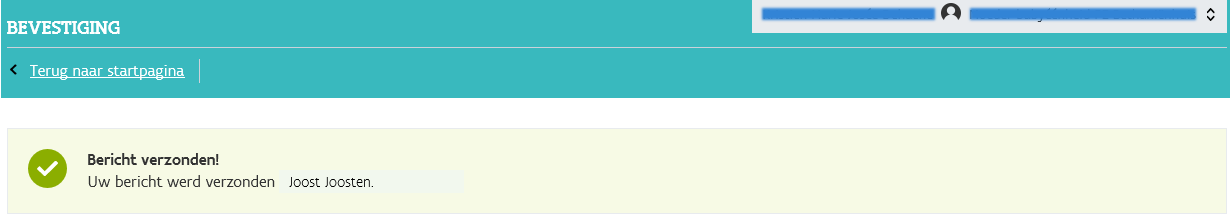 BEVESTIGING
Terug naar startpagina
Bericht verzonden!
Uw bericht werd verzonden Joost Joosten.